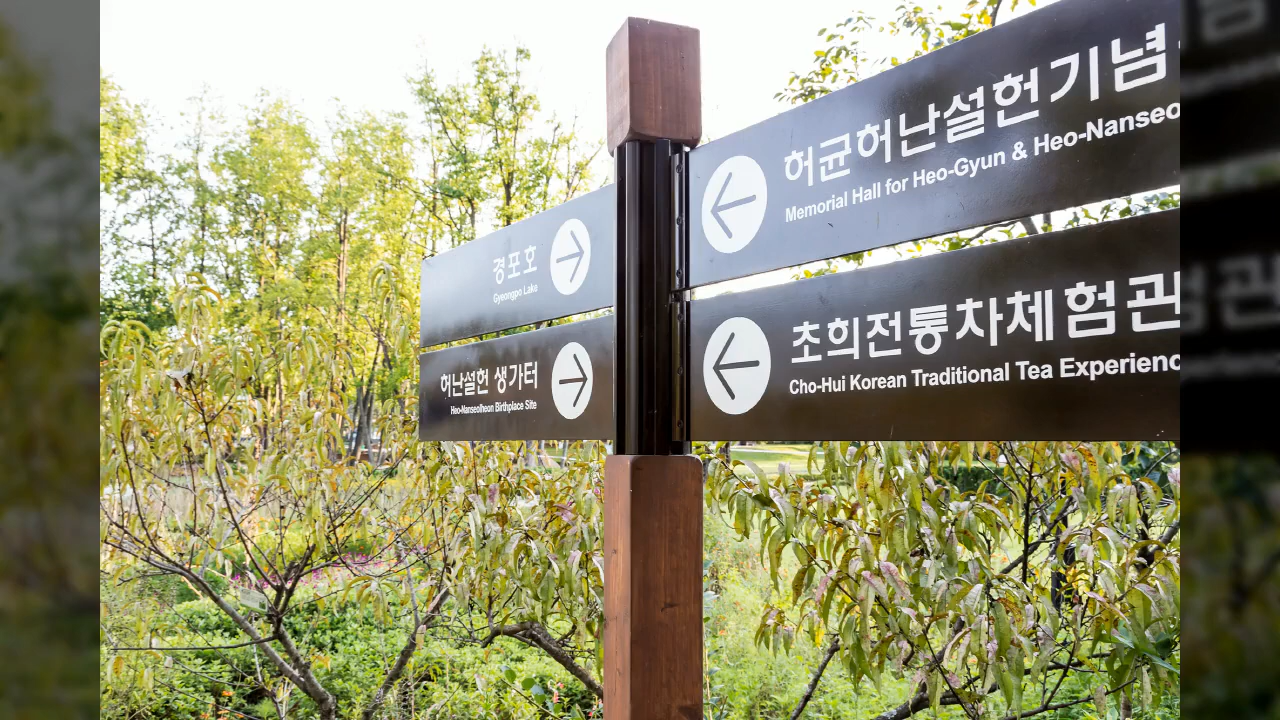 경포호
Gyeongpo Lake
허난설헌 생가터
Heo-Nanseolheon Birthplace Site
허균허난설헌기념
Memorial Hall for Heo-Gyun & Heo-Nanseo
초희전통차체험관
Cho-Hui Korean Traditional Tea Experienc